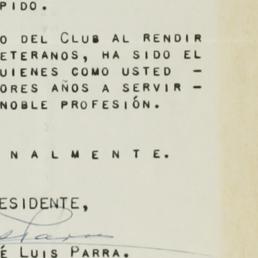 PIDO.
O DEL CLUB AL RENDIR
ETERANOS, HA SIDO EL
UIENES COMO USTED –
ORES AÑOS A SERVIR –
NOBLE PROFESIÓN.
NALMENTE.
ESIDENTE,
É LUIS PARRA.